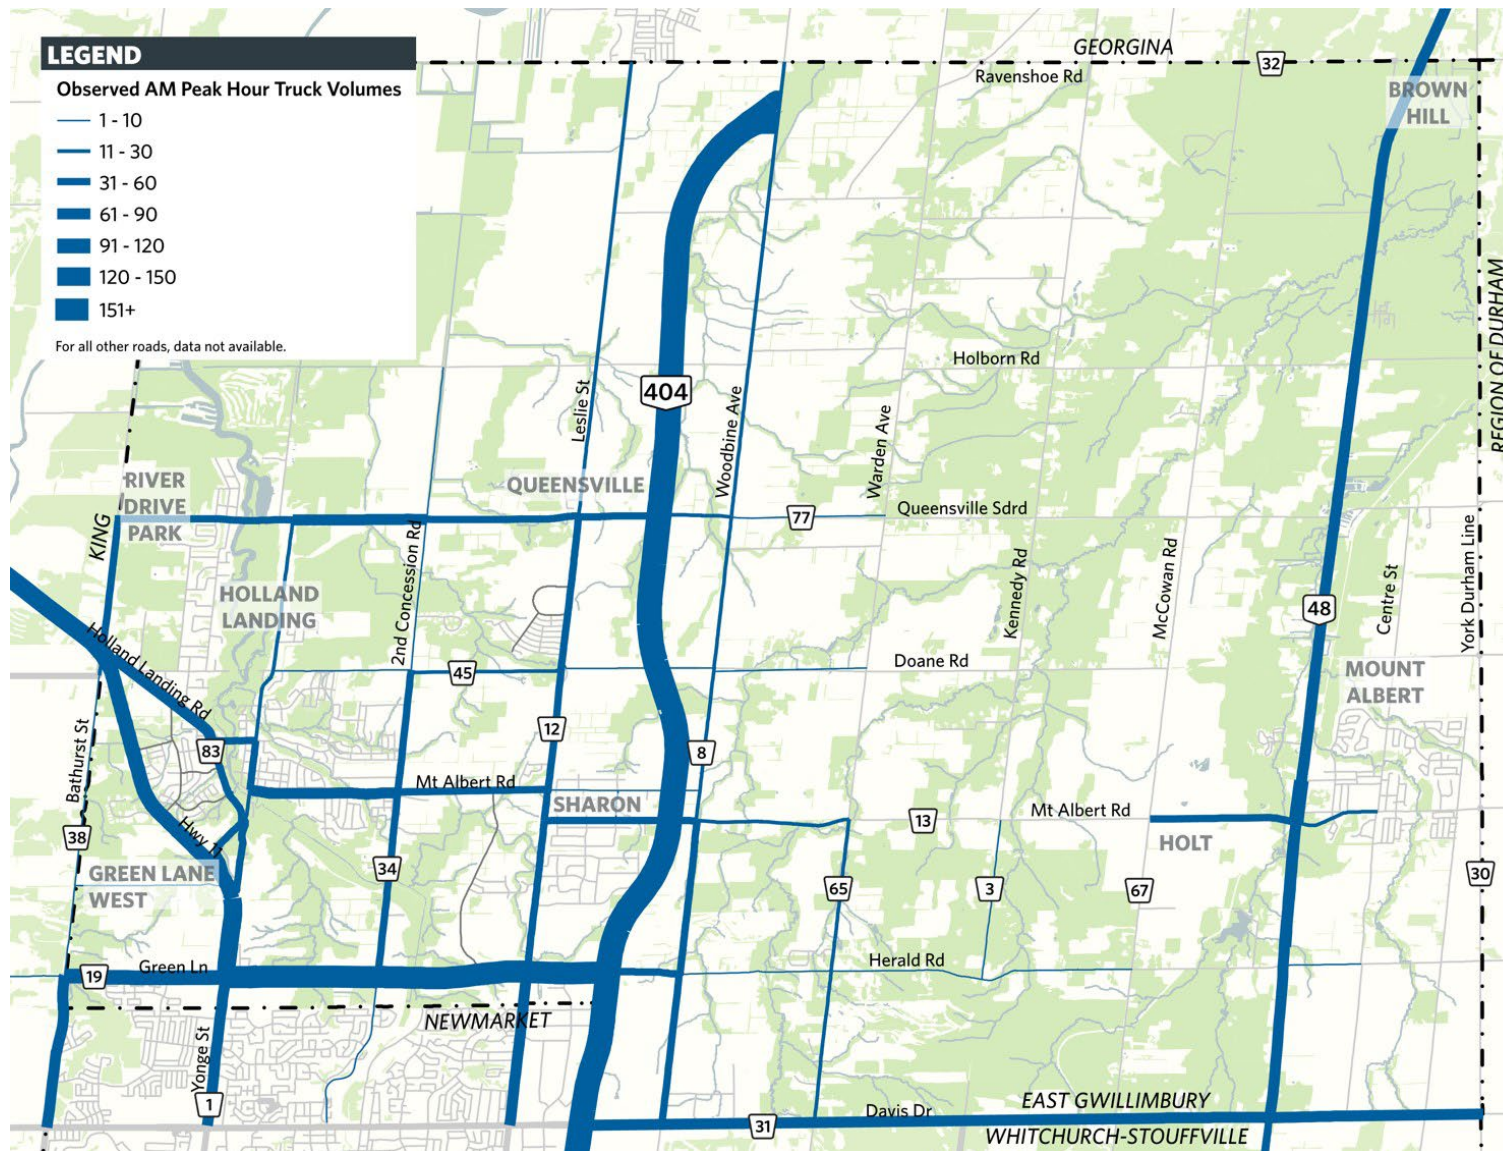 LEGEND
Observed AM Peak Hour Truck Volumes
1 - 10
11 - 30
31 - 60
61 - 90
91 - 120
120 - 150
151+
For all other roads, data not available.
GEORGINA
32
Ravenshoe Rd
BROWN
HILL
REGION OF DURHAM
Holborn Rd
404
Leslie St
Woodbine Ave
Warden Ave
RIVER
DRIVE
PARK
QUEENSVILLE
KING
77
Queensville Sdrd
2nd Concession Rd
Kennedy Rd
McCowan Rd
Centre St
York Durham Line
HOLLAND
LANDING
48
Holland Landing Rd
45
Doane Rd
MOUNT
ALBERT
Bathurst St
83
12
8
Mt Albert Rd
SHARON
13
Mt Albert Rd
38
Hwy 11
HOLT
GREEN LANE
WEST
34
65
3
67
30
19
Green Ln
Herald Rd
NEWMARKET
Yonge St
1
31
Davis Dr
EAST GWILLIMBURY
WHITCHURCH-STOUFFVILLE